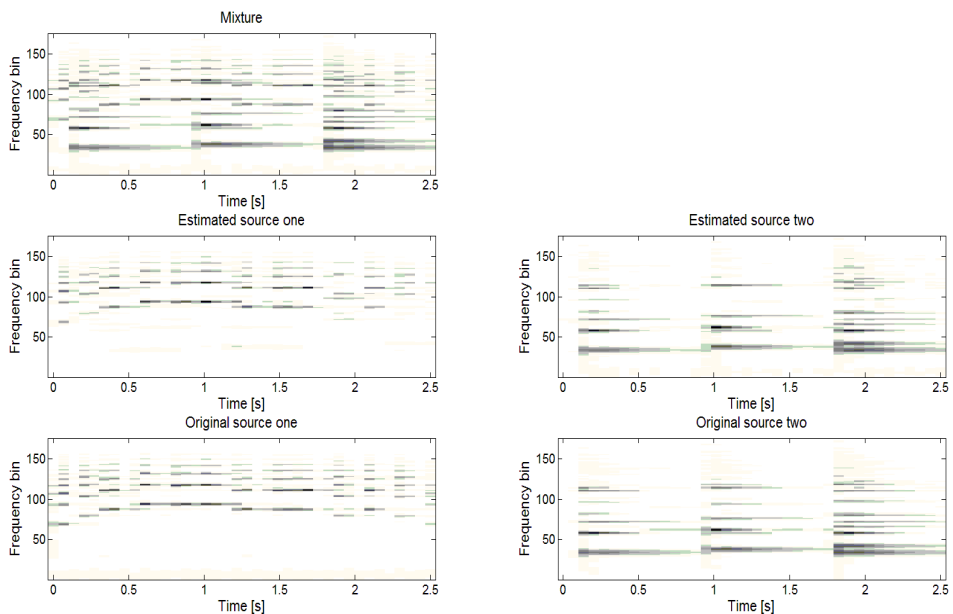 Mixture
Frequency bin
150
100
50
0 0.5 1 1.5 2 2.5
Time [s]
Estimated source one
Frequency bin
150
100
50
0 0.5 1 1.5 2 2.5
Time [s]
Estimated source two
Frequency bin
150
100
50
0 0.5 1 1.5 2 2.5
Time [s]
Original source one
Frequency bin
150
100
50
0 0.5 1 1.5 2 2.5
Time [s]
Original source two
Frequency bin
150
100
50
0 0.5 1 1.5 2 2.5
Time [s]